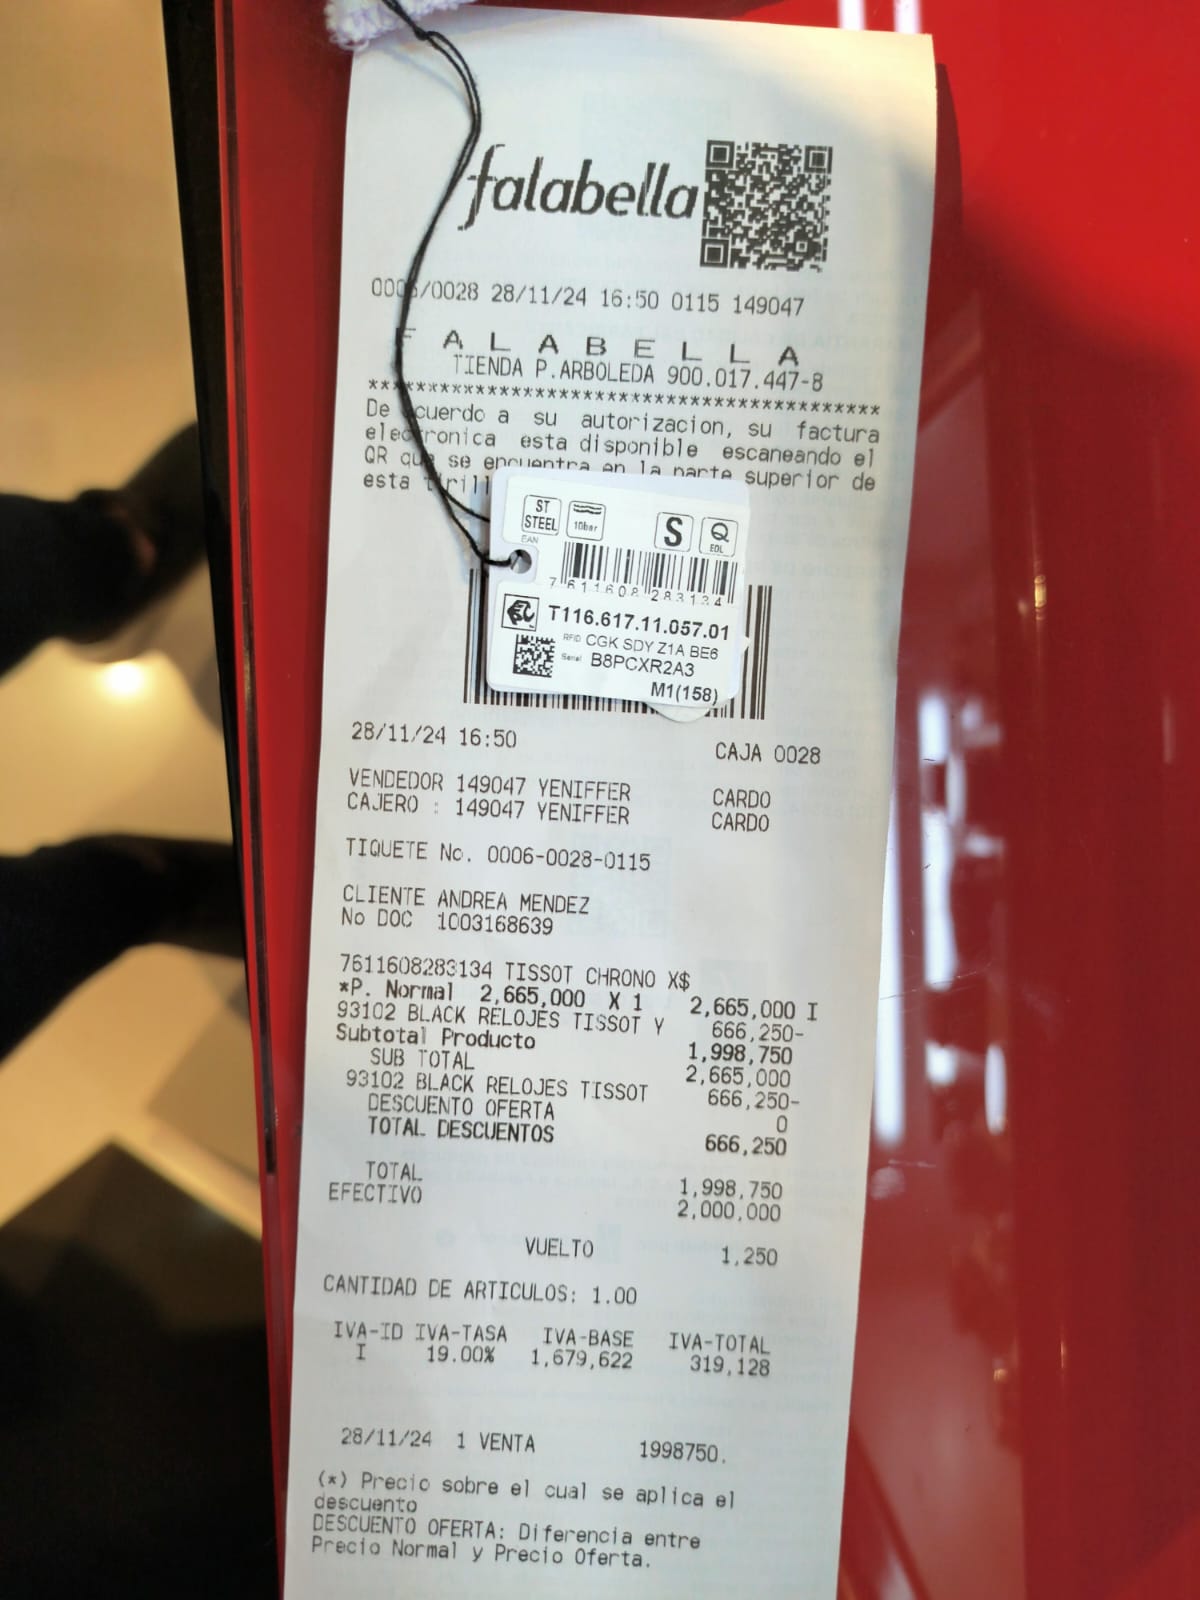 falabella
0006/0028 28/11/24 16:50 0115 149047
F A L A B E L L A
TIENDA P.ARBOLEDA 900.017.447-8
********************************************
De acuerdo a su autorizacion, su factura
electronica esta disponible escaneando el
QR que se encuentra en la parte superior de
esta tirill
ST STEEL
10bar
S
Q EOL
EAN
7 611608 283134
T116.617.11.057.01
RFID CGK SDY Z1A BE6
Serial B8PCXR2A3
M1(158)
28/11/24 16:50 CAJA 0028
VENDEDOR 149047 YENIFFER CARDO
CAJERO : 149047 YENIFFER CARDO
TIQUETE No. 0006-0028-0115
CLIENTE ANDREA MENDEZ
No DOC 1003168639
7611608283134 TISSOT CHRONO X$
*P. Normal 2,665,000 X 1 2,665,000 I
93102 BLACK RELOJES TISSOT Y 666,250-
Subtotal Producto 1,998,750
SUB TOTAL 2,665,000
93102 BLACK RELOJES TISSOT 666,250-
DESCUENTO OFERTA 0
TOTAL DESCUENTOS 666,250
TOTAL 1,998,750
EFECTIVO 2,000,000
VUELTO 1,250
CANTIDAD DE ARTICULOS: 1.00
IVA-ID IVA-TASA IVA-BASE IVA-TOTAL
I 19.00% 1,679,622 319,128
28/11/24 1 VENTA 1998750.
(*) Precio sobre el cual se aplica el
descuento
DESCUENTO OFERTA: Diferencia entre
Precio Normal y Precio Oferta.